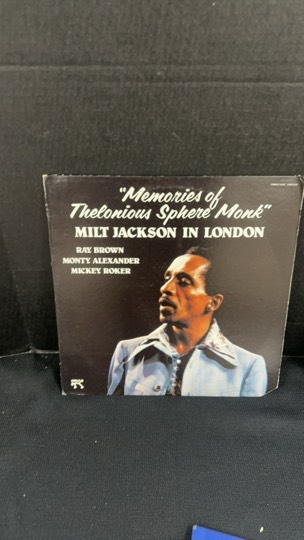 "Memories of
Thelonious Sphere Monk"
MILT JACKSON IN LONDON
RAY BROWN
MONTY ALEXANDER
MICKEY ROKER